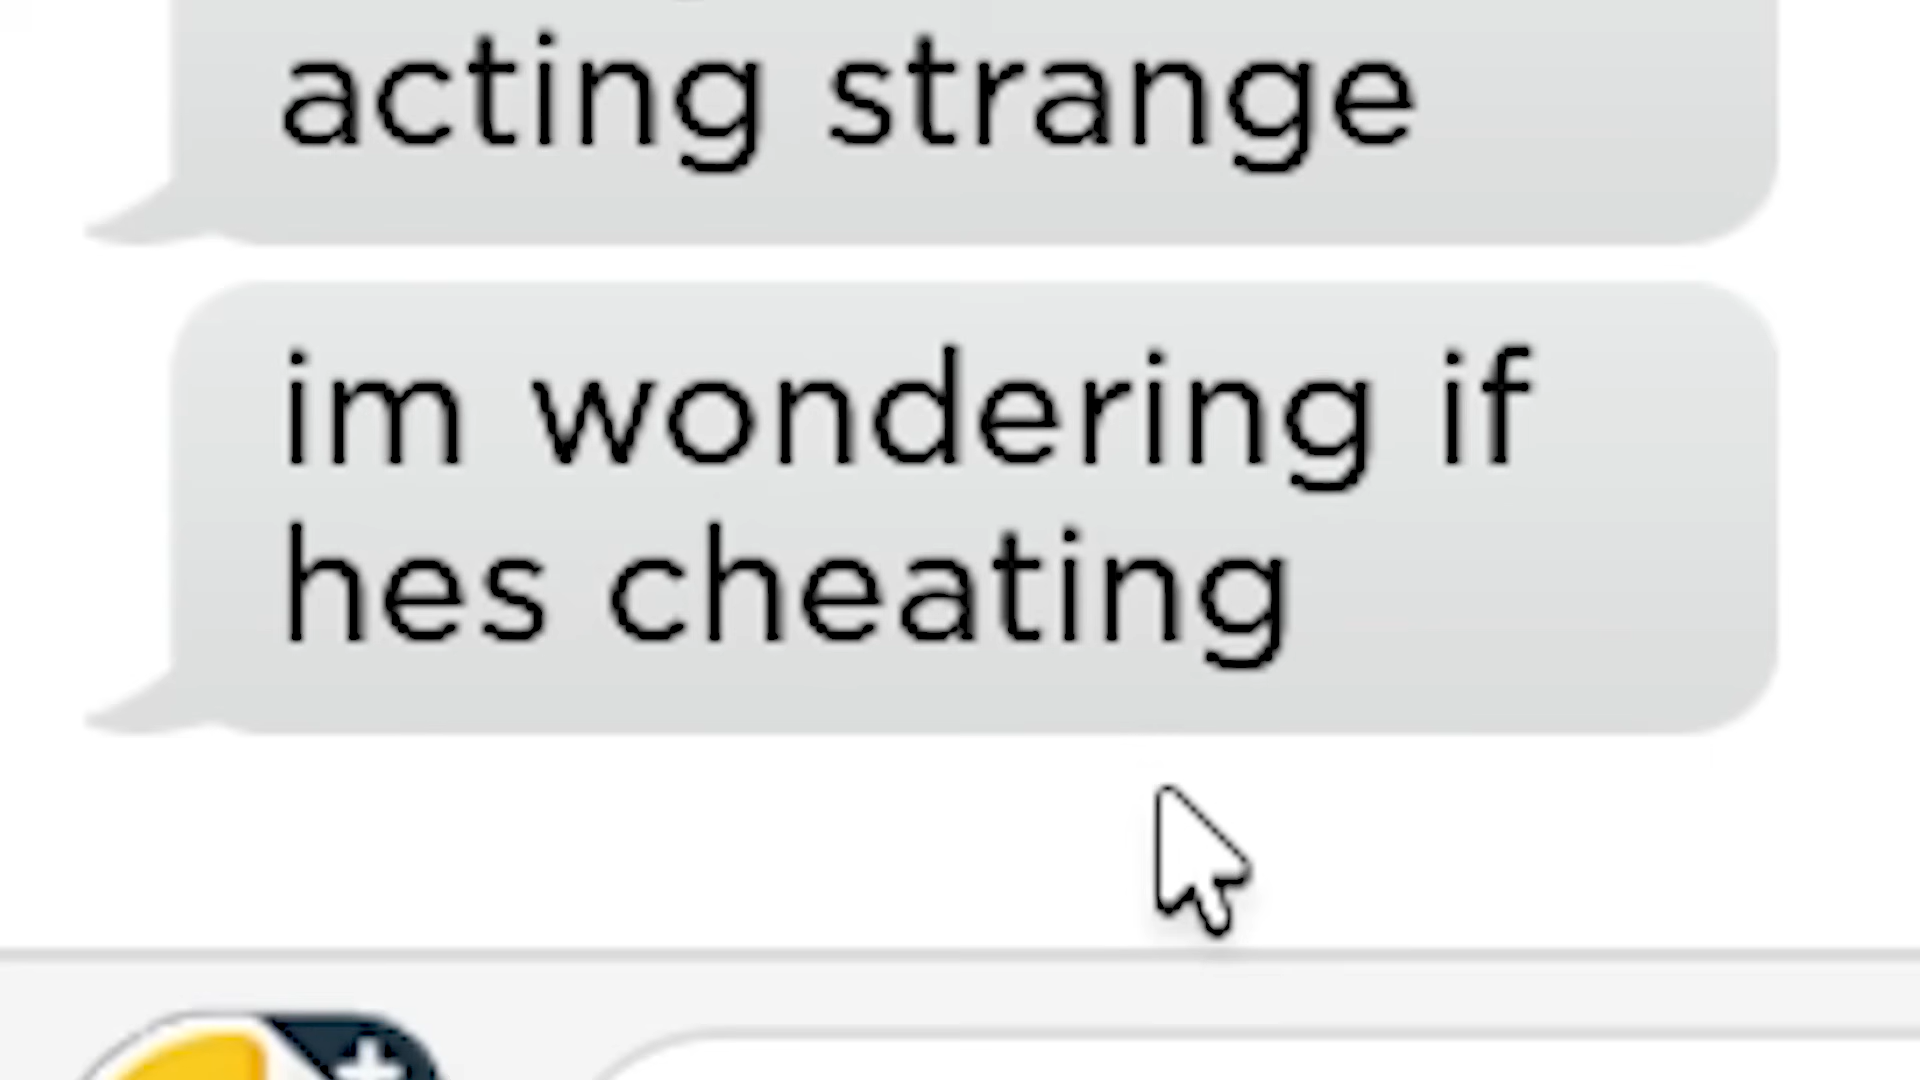 acting strange
im wondering if
hes cheating